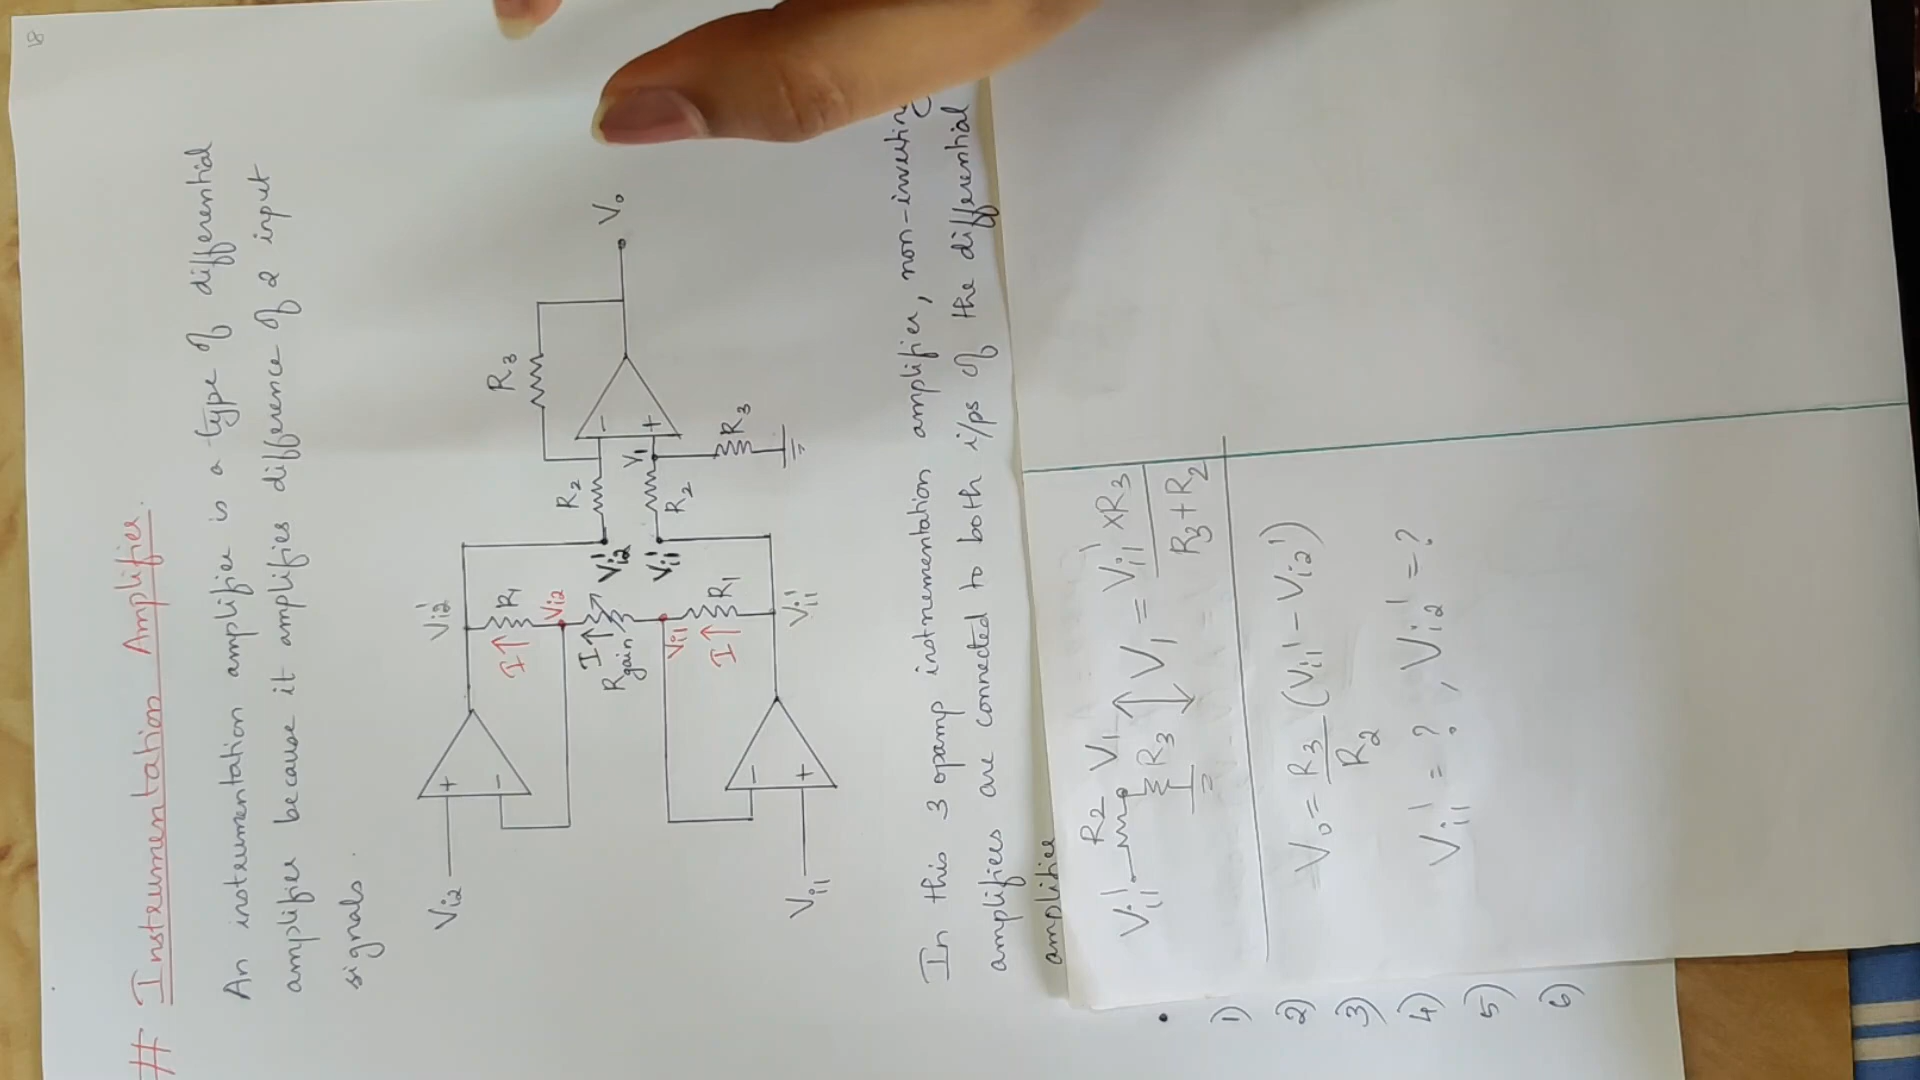 18
# Instrumentation Amplifier.
An instrumentation amplifier is a type of differential
amplifier because it amplifies difference of 2 input
signals.
Vi2
+
-
Vi2'
I↑ R1
Vi2
I↑
Rgain
Vi1
I↑ R1
Vi1'
-
+
Vi1
Vi2'
R2
R3
Vi1'
R2
V1
-
+
R3
Vo
In this 3 opamp instrumentation amplifier, non-inverting
amplifiers are connected to both i/ps of the differential
amplifier
Vi1' R2 V1
R3 V1 = Vi1' x R3
R3 + R2
Vo = R3 (Vi1' - Vi2')
R2
Vi1' = ? , Vi2' = ?
1)
2)
3)
4)
5)
6)